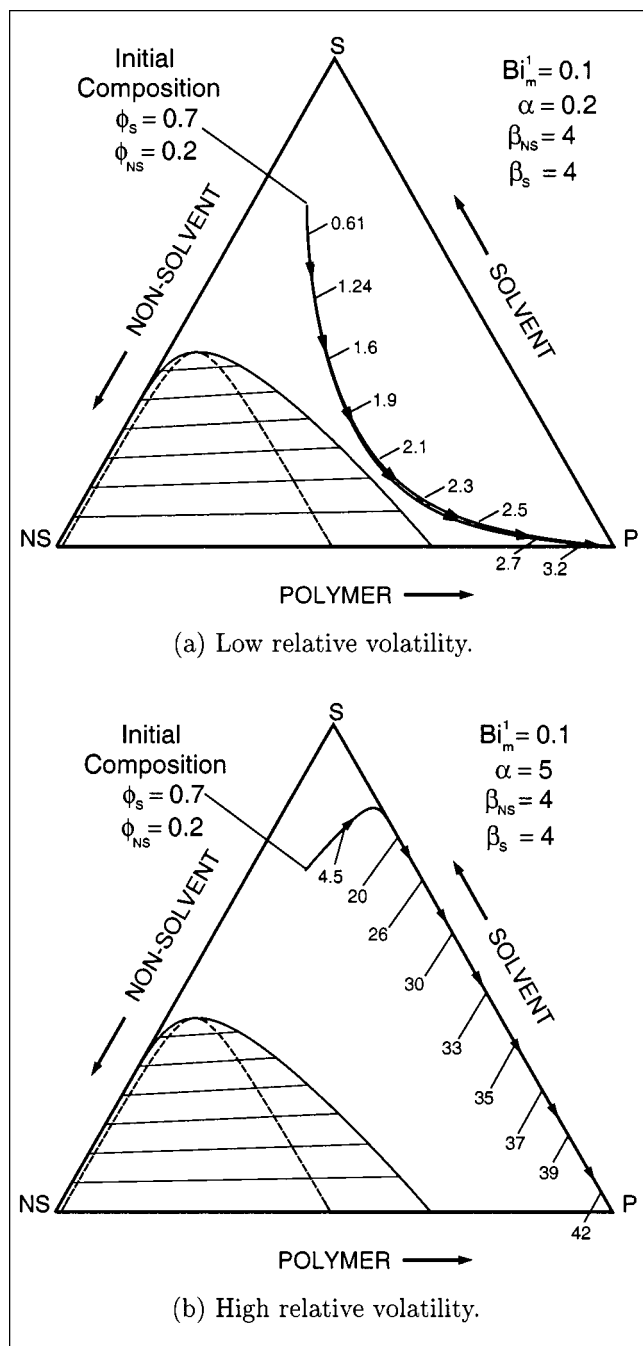 S
Initial
Composition
ϕS = 0.7
ϕNS = 0.2
Bi¹m = 0.1
α = 0.2
βNS = 4
βS = 4
NON-SOLVENT
SOLVENT
0.61
1.24
1.6
1.9
2.1
2.3
2.5
2.7
3.2
NS
P
POLYMER
(a) Low relative volatility.
S
Initial
Composition
ϕS = 0.7
ϕNS = 0.2
Bi¹m = 0.1
α = 5
βNS = 4
βS = 4
NON-SOLVENT
SOLVENT
4.5
20
26
30
33
35
37
39
42
NS
P
POLYMER
(b) High relative volatility.